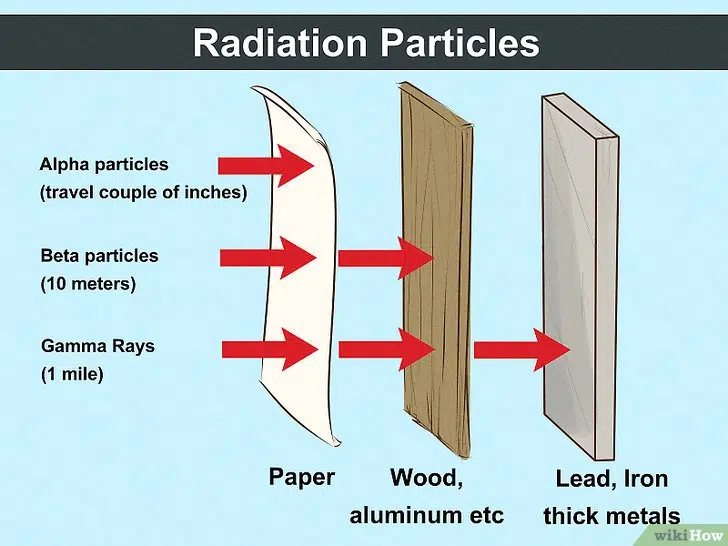 Radiation Particles
Alpha particles
(travel couple of inches)
Beta particles
(10 meters)
Gamma Rays
(1 mile)
Paper
Wood,
aluminum etc
Lead, Iron
thick metals
wikiHow